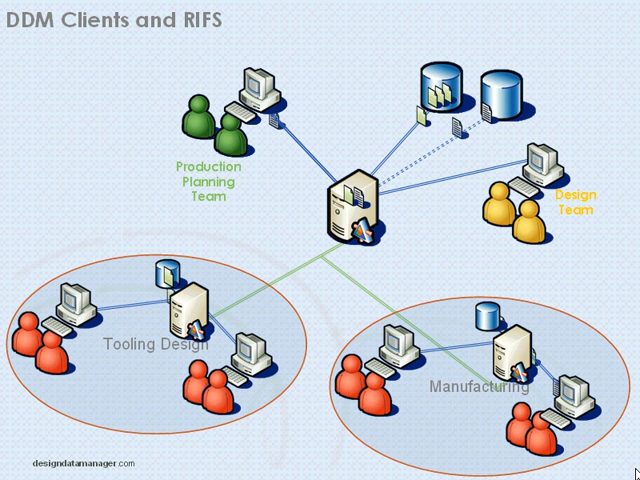 DDM Clients and RIFS
Production
Planning
Team
Design
Team
Tooling Design
Manufacturing
designdatamanager.com